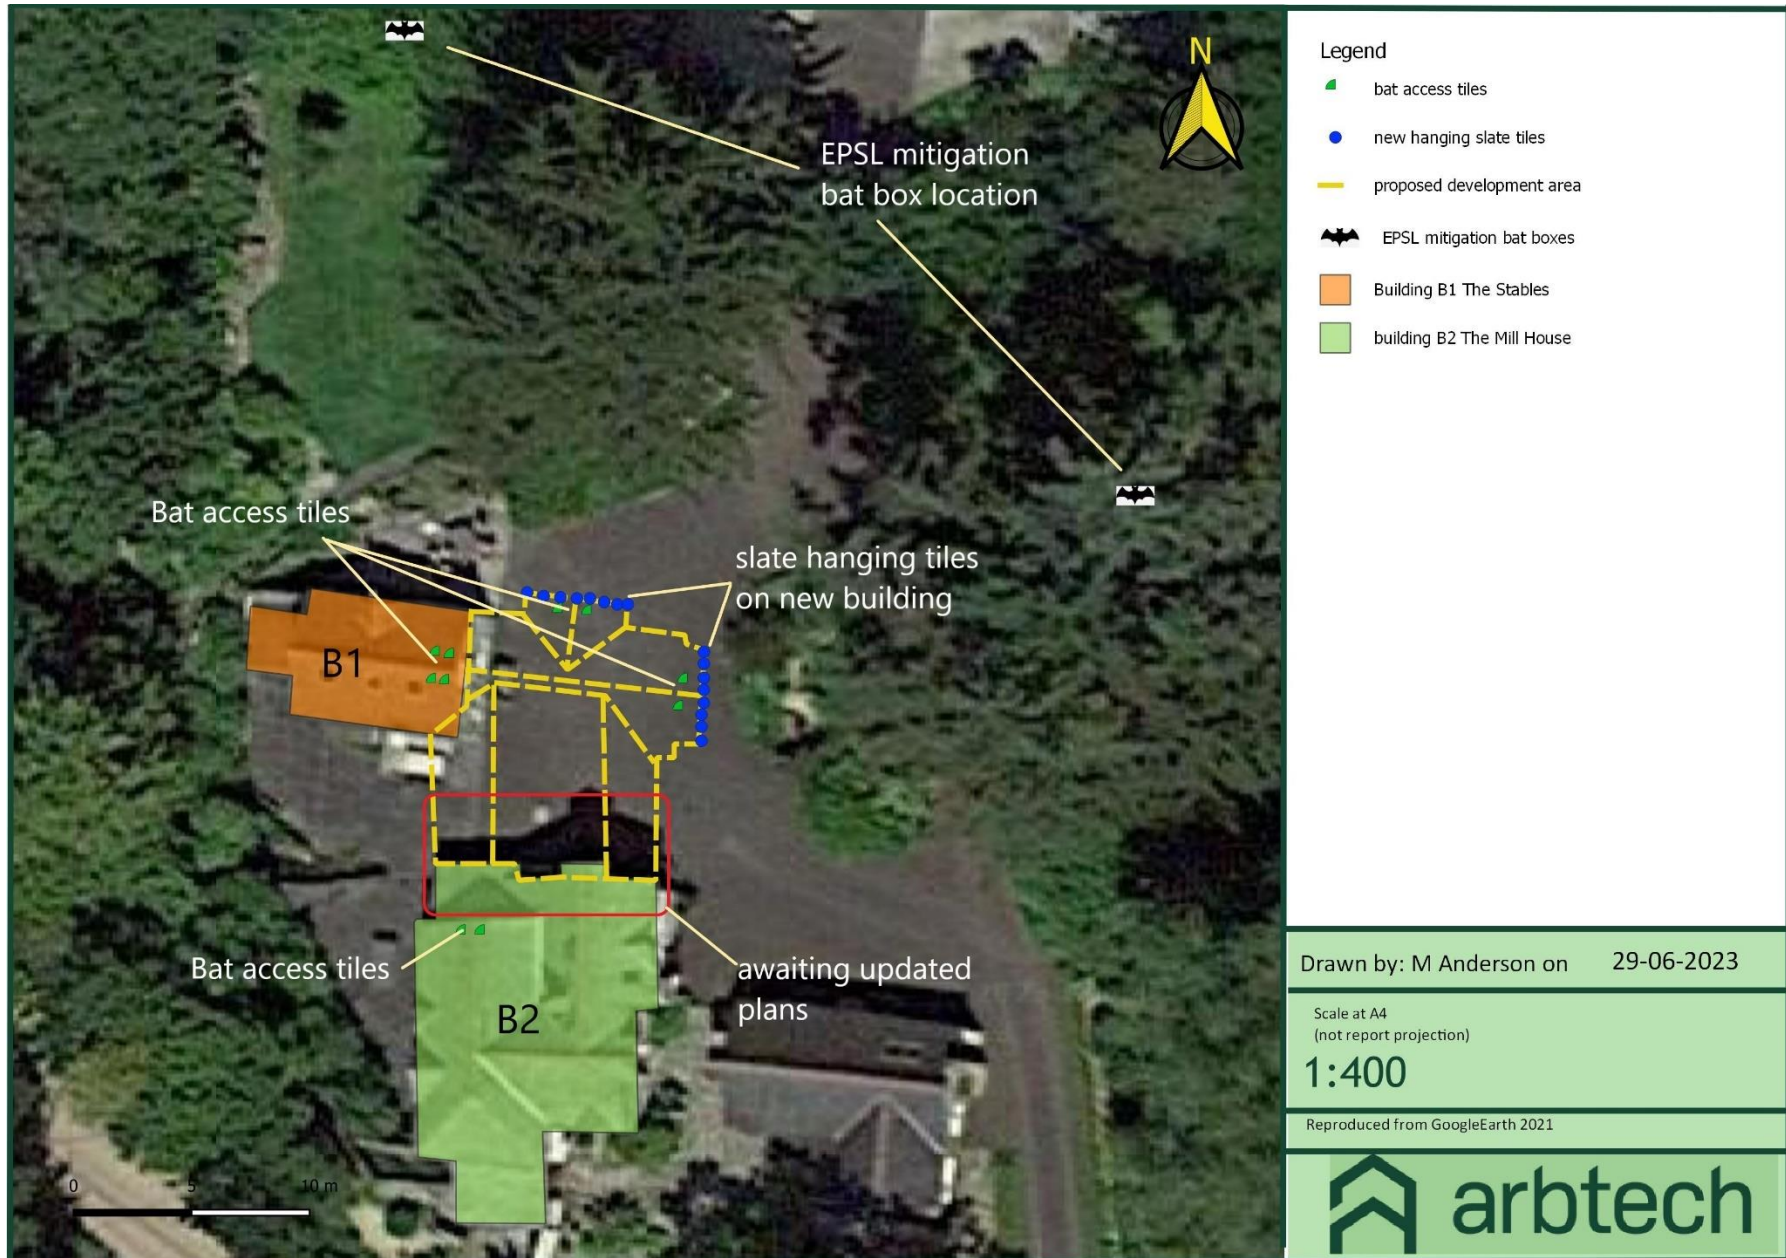 N
EPSL mitigation
bat box location
Bat access tiles
slate hanging tiles
on new building
B1
Bat access tiles
awaiting updated
plans
B2
0 5 10 m
Legend
bat access tiles
new hanging slate tiles
proposed development area
EPSL mitigation bat boxes
Building B1 The Stables
building B2 The Mill House
Drawn by: M Anderson on 29-06-2023
Scale at A4
(not report projection)
1:400
Reproduced from GoogleEarth 2021
arbtech